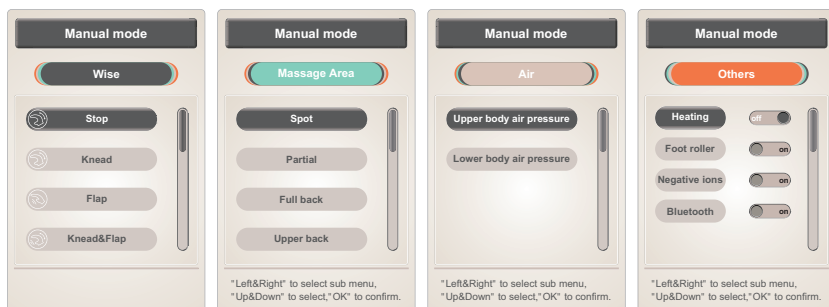 Manual mode
Wise
Stop
Knead
Flap
Knead&Flap
Manual mode
Massage Area
Spot
Partial
Full back
Upper back
"Left&Right" to select sub menu,
"Up&Down" to select,"OK" to confirm.
Manual mode
Air
Upper body air pressure
Lower body air pressure
"Left&Right" to select sub menu,
"Up&Down" to select,"OK" to confirm.
Manual mode
Others
Heating off
Foot roller on
Negative ions on
Bluetooth on
"Left&Right" to select sub menu,
"Up&Down" to select,"OK" to confirm.